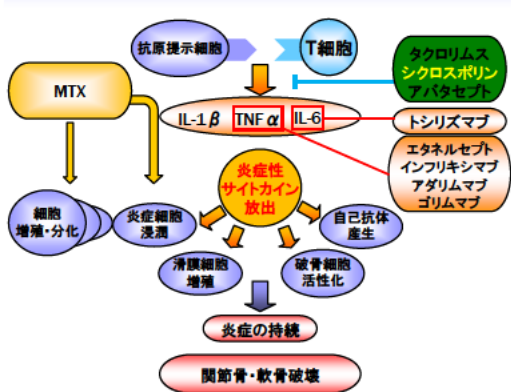 抗原提示細胞
T細胞
タクロリムス
シクロスポリン
アバタセプト
MTX
IL-1 β TNF α IL-6
トシリズマブ
エタネルセプト
インフリキシマブ
アダリムマブ
ゴリムマブ
炎症性
サイトカイン
放出
細胞
増殖・分化
炎症細胞
浸潤
自己抗体
産生
滑膜細胞
増殖
破骨細胞
活性化
炎症の持続
関節骨・軟骨破壊